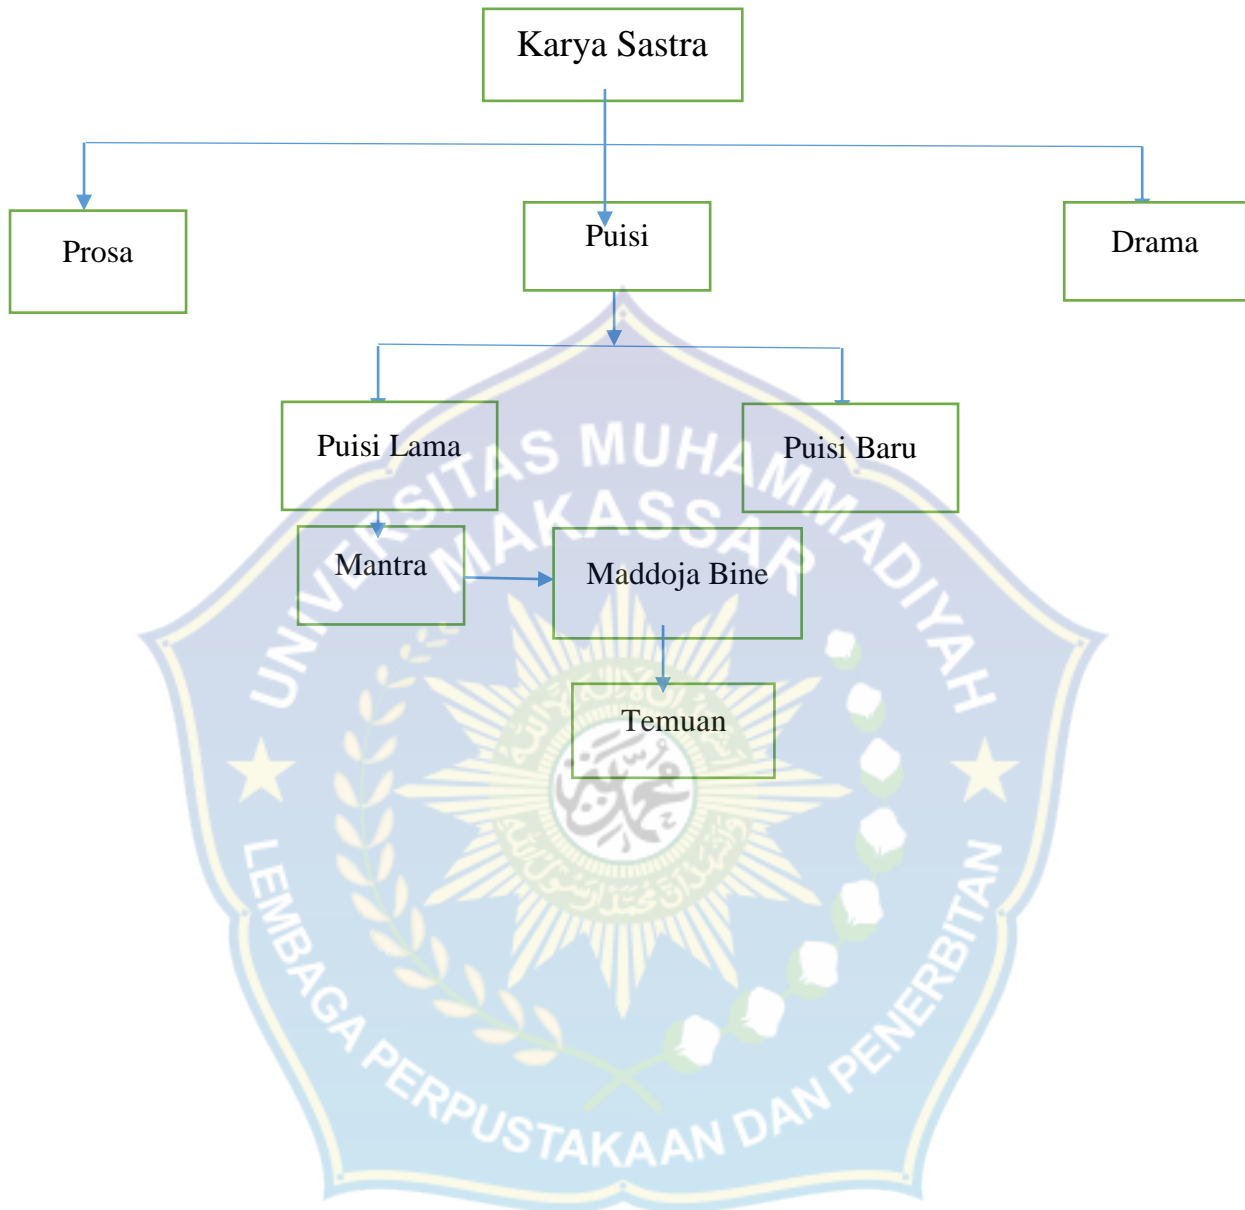 Karya Sastra
Prosa
Puisi
Drama
Puisi Lama
Puisi Baru
Mantra
Maddoja Bine
Temuan
UNIVERSITAS MUHAMMADIYAH
MAKASSAR
LEMBAGA PERPUSTAKAAN DAN PENERBITAN